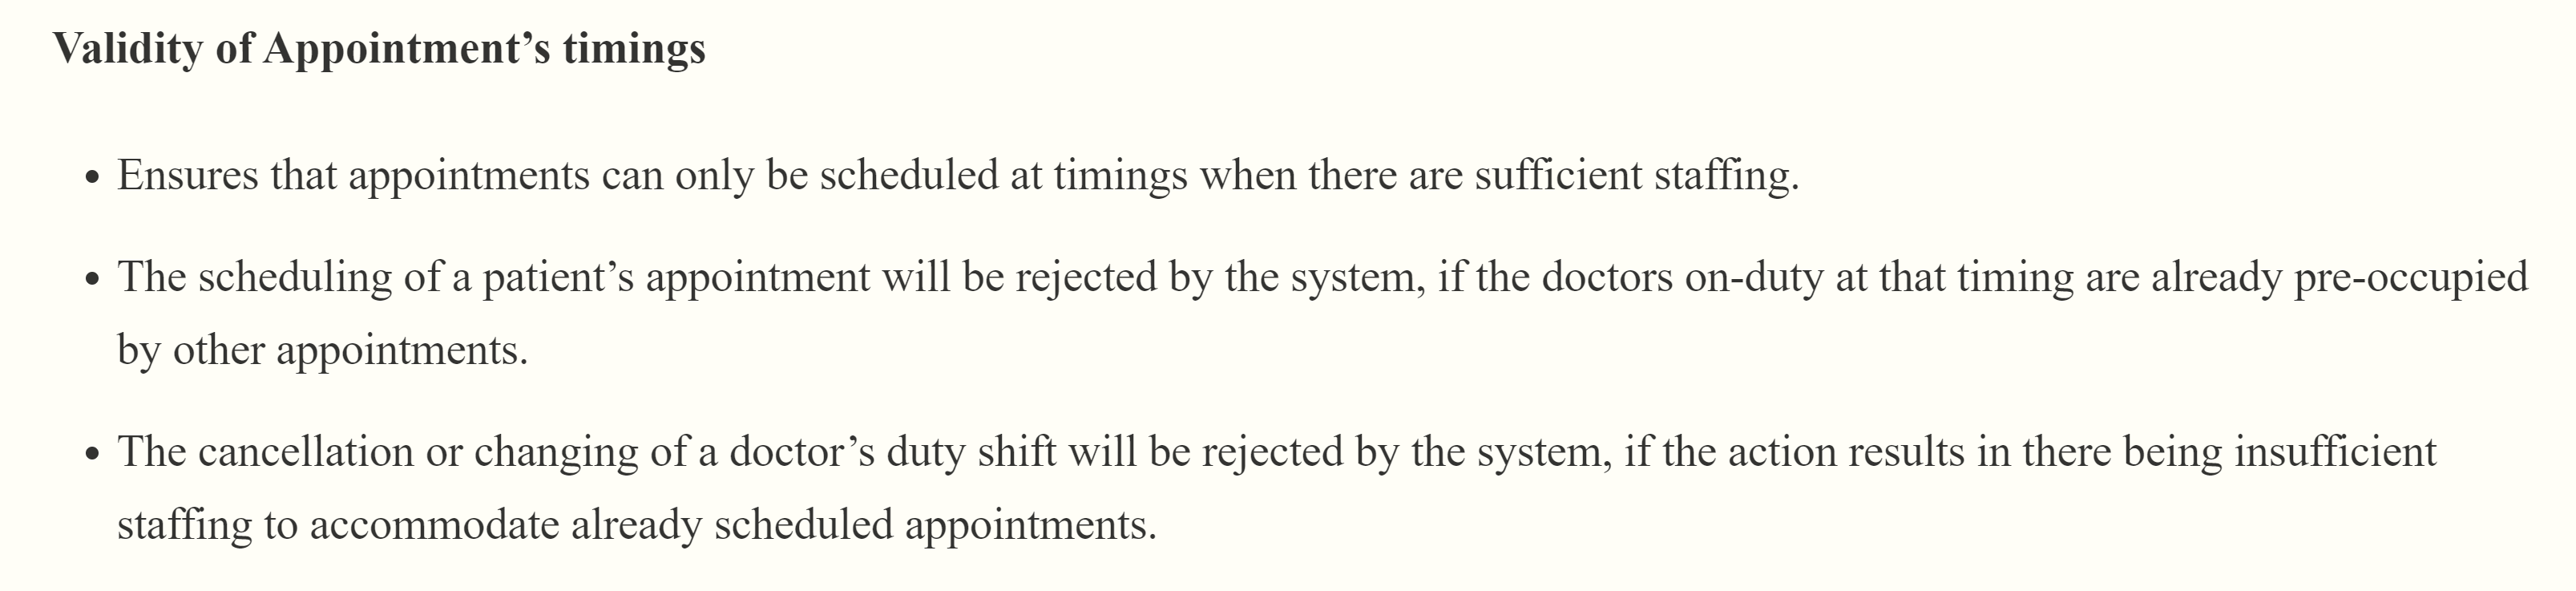 Validity of Appointment’s timings
• Ensures that appointments can only be scheduled at timings when there are sufficient staffing.
• The scheduling of a patient’s appointment will be rejected by the system, if the doctors on-duty at that timing are already pre-occupied
by other appointments.
• The cancellation or changing of a doctor’s duty shift will be rejected by the system, if the action results in there being insufficient
staffing to accommodate already scheduled appointments.